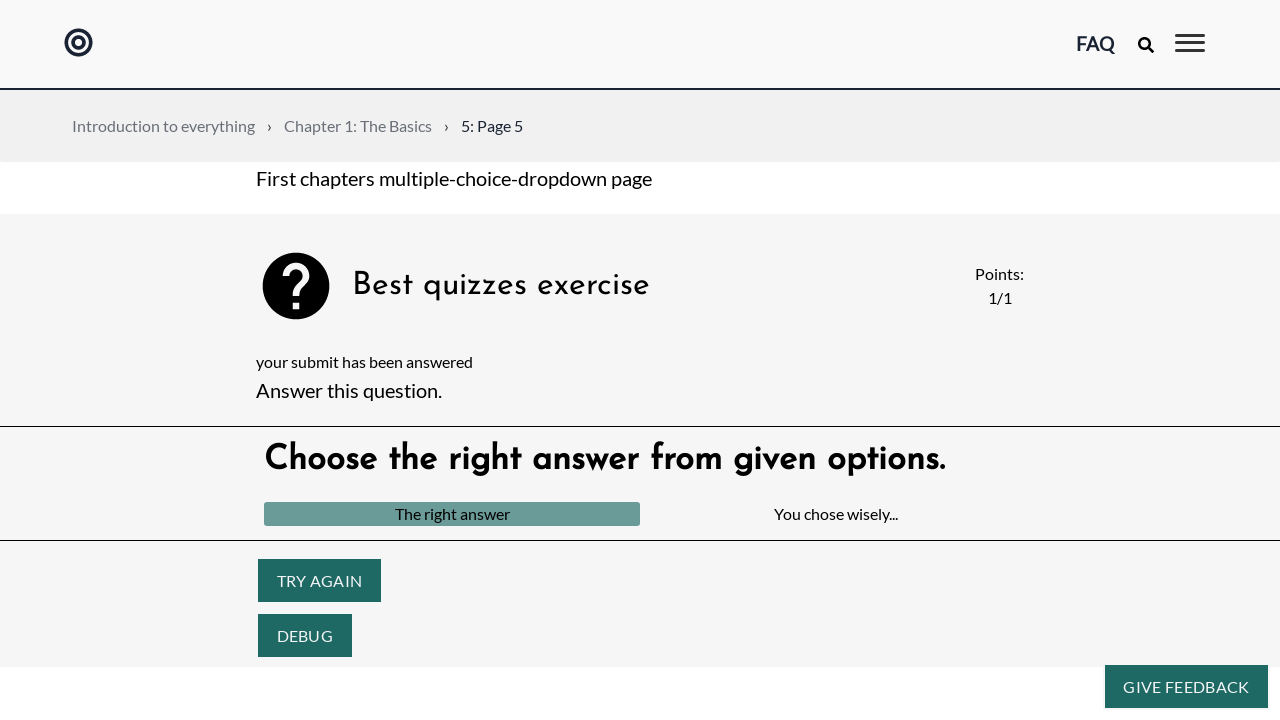 FAQ
Introduction to everything › Chapter 1: The Basics › 5: Page 5
First chapters multiple-choice-dropdown page
Best quizzes exercise
Points:
1/1
your submit has been answered
Answer this question.
Choose the right answer from given options.
The right answer
You chose wisely...
TRY AGAIN
DEBUG
GIVE FEEDBACK